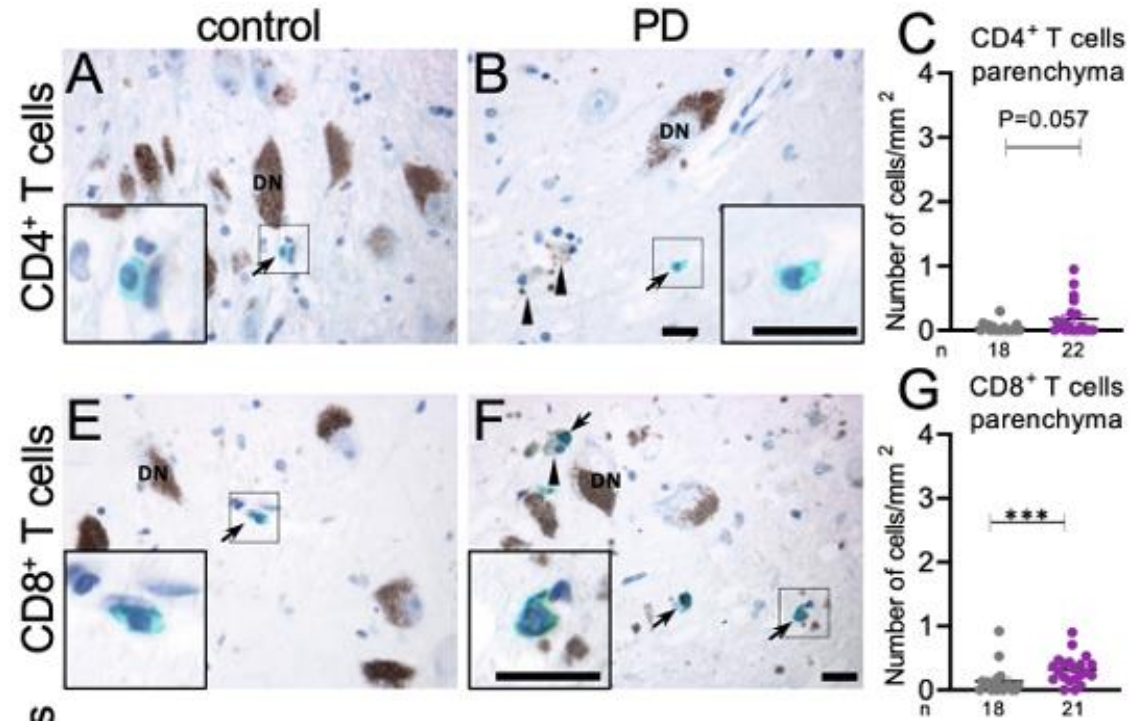 control
PD
CD4⁺ T cells
A
DN
B
DN
C
CD4⁺ T cells
parenchyma
Number of cells/mm²
4
3
2
1
0
P=0.057
n
18
22
CD8⁺ T cells
E
DN
F
DN
G
CD8⁺ T cells
parenchyma
Number of cells/mm²
4
3
2
1
0
***
n
18
21